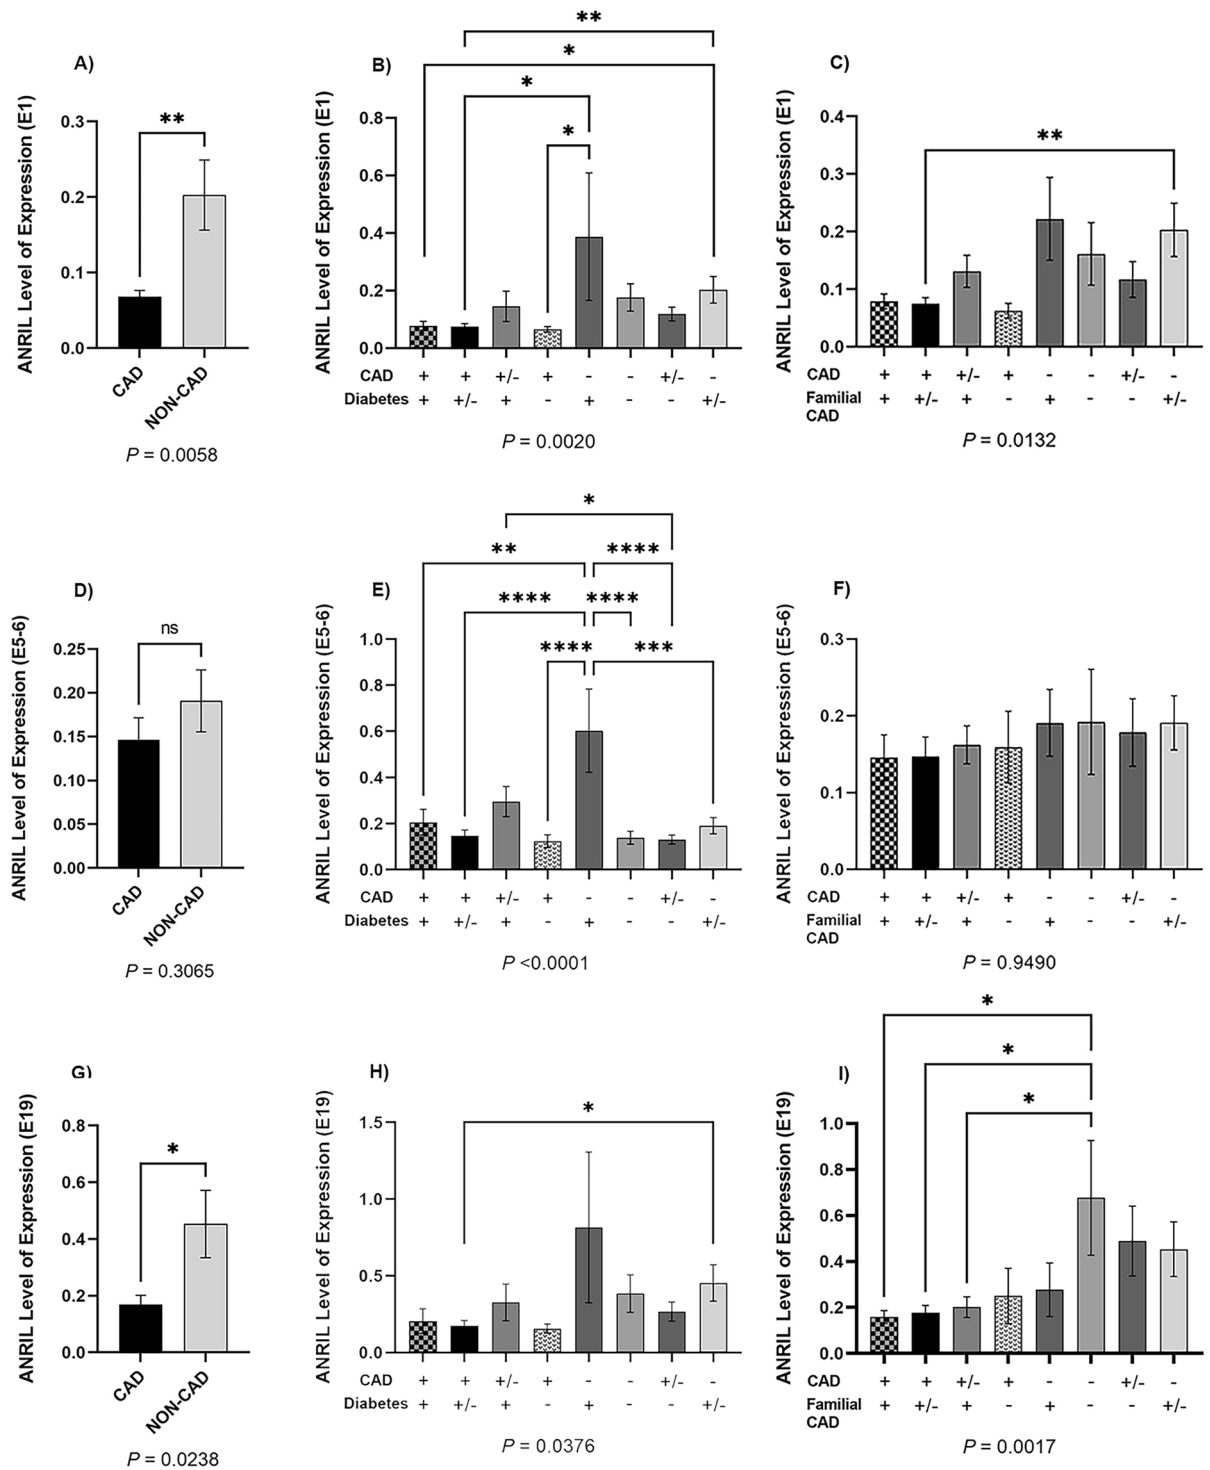 A)
ANRIL Level of Expression (E1)
**
0.3
0.2
0.1
0.0
CAD
NON-CAD
P = 0.0058
B)
ANRIL Level of Expression (E1)
**
*
*
*
0.8
0.6
0.4
0.2
0.0
CAD + + +/- + - - +/- -
Diabetes + +/- + - + - - +/-
P = 0.0020
C)
ANRIL Level of Expression (E1)
**
0.4
0.3
0.2
0.1
0.0
CAD + + +/- + - - +/- -
Familial + +/- + - + - - +/-
CAD
P = 0.0132
D)
ANRIL Level of Expression (E5-6)
ns
0.25
0.20
0.15
0.10
0.05
0.00
CAD
NON-CAD
P = 0.3065
E)
ANRIL Level of Expression (E5-6)
*
** ****
**** ****
**** ***
1.0
0.8
0.6
0.4
0.2
0.0
CAD + + +/- + - - +/- -
Diabetes + +/- + - + - - +/-
P <0.0001
F)
ANRIL Level of Expression (E5-6)
0.3
0.2
0.1
0.0
CAD + + +/- + - - +/- -
Familial + +/- + - + - - +/-
CAD
P = 0.9490
G)
ANRIL Level of Expression (E19)
*
0.8
0.6
0.4
0.2
0.0
CAD
NON-CAD
P = 0.0238
H)
ANRIL Level of Expression (E19)
*
1.5
1.0
0.5
0.0
CAD + + +/- + - - +/- -
Diabetes + +/- + - + - - +/-
P = 0.0376
I)
ANRIL Level of Expression (E19)
*
*
*
1.0
0.8
0.6
0.4
0.2
0.0
CAD + + +/- + - - +/- -
Familial + +/- + - + - - +/-
CAD
P = 0.0017